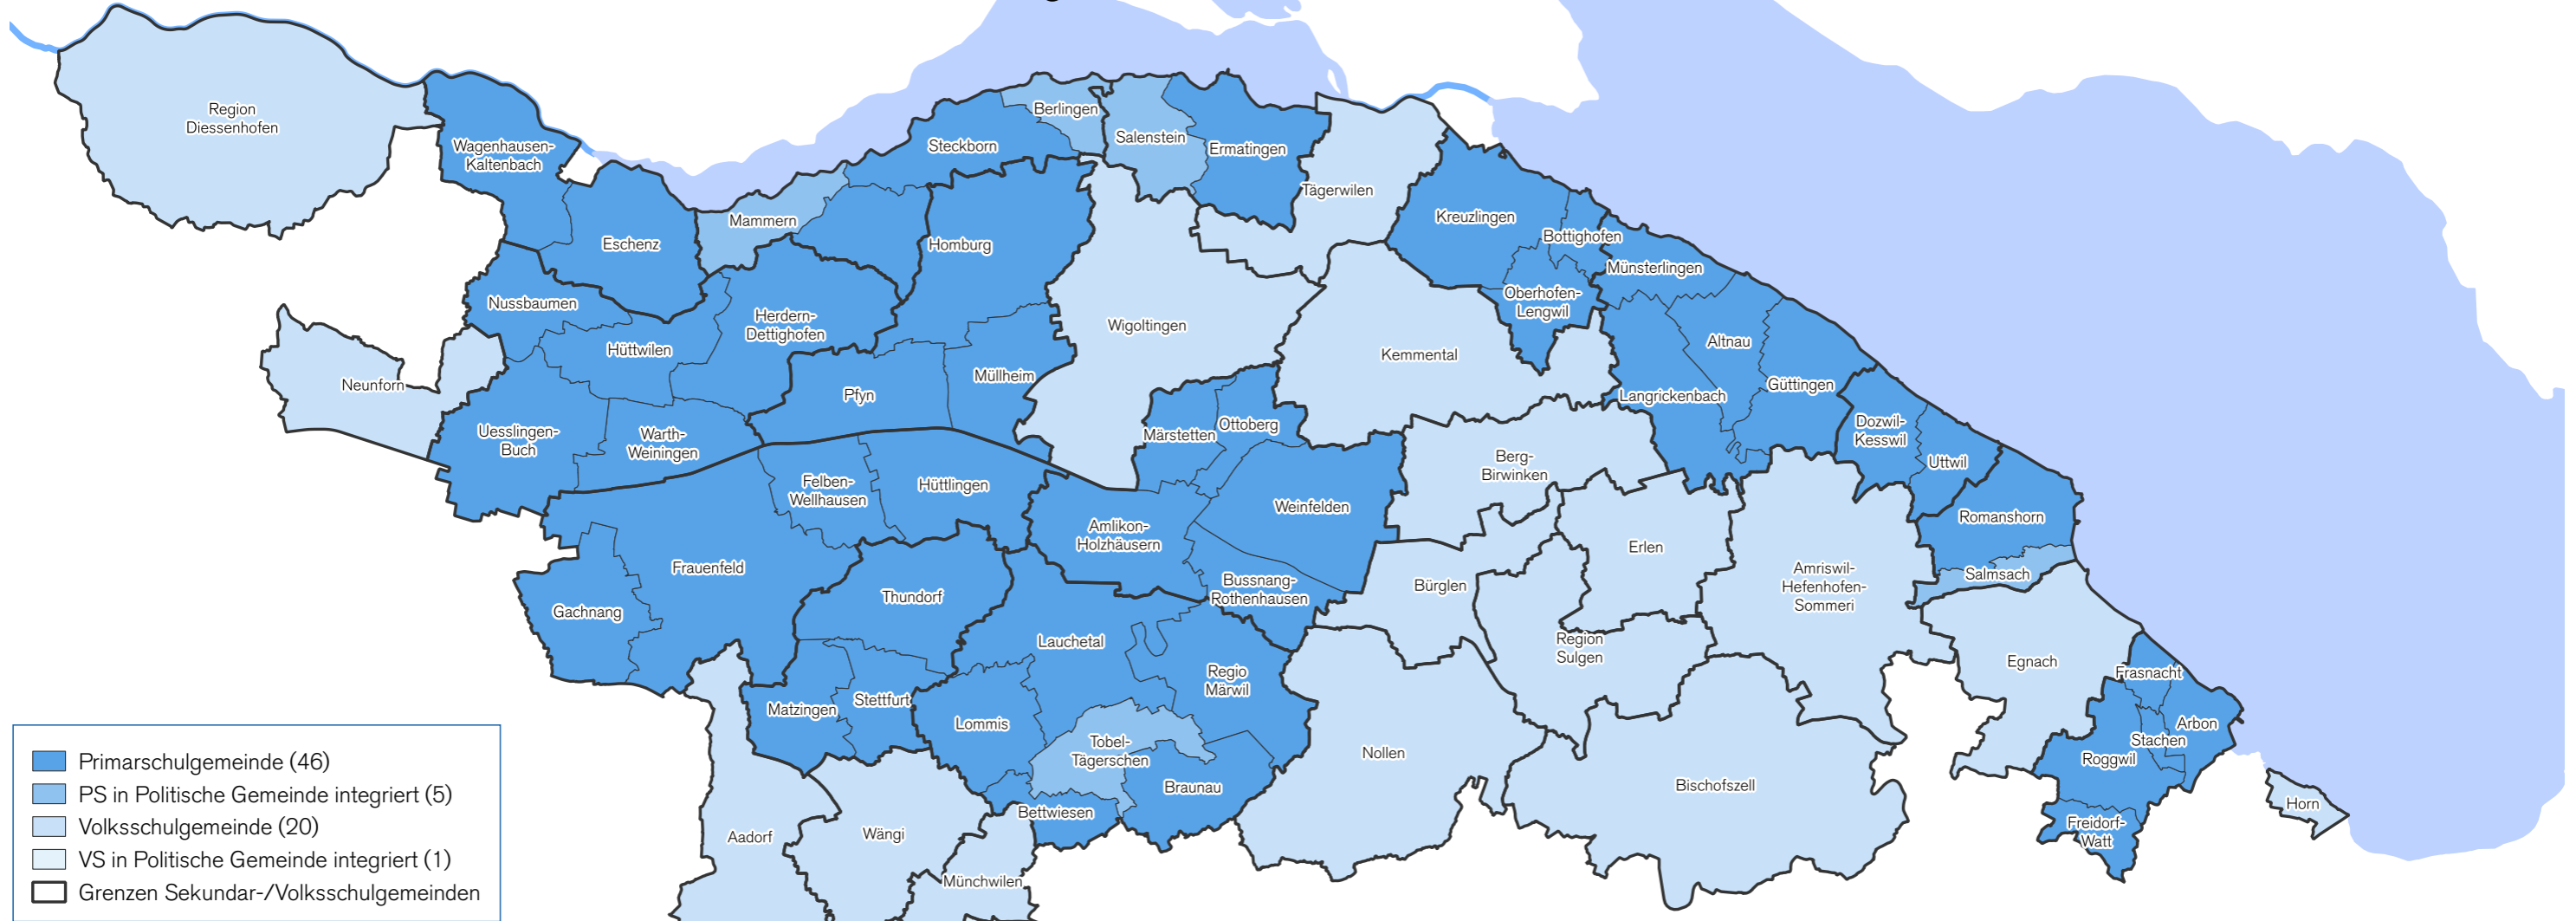 Region
Diessenhofen
Wagenhausen-
Kaltenbach
Eschenz
Mammern
Steckborn
Berlingen
Salenstein
Ermatingen
Tägerwilen
Kreuzlingen
Bottighofen
Münsterlingen
Oberhofen-
Lengwil
Homburg
Nussbaumen
Hüttwilen
Herdern-
Dettighofen
Neunforn
Uesslingen-
Buch
Warth-
Weiningen
Pfyn
Müllheim
Wigoltingen
Kemmental
Altnau
Güttingen
Langrickenbach
Dozwil-
Kesswil
Uttwil
Romanshorn
Salmsach
Märstetten
Ottoberg
Berg-
Birwinken
Felben-
Wellhausen
Hüttlingen
Weinfelden
Amlikon-
Holzhäusern
Erlen
Amriswil-
Hefenhofen-
Sommeri
Frauenfeld
Gachnang
Thundorf
Bussnang-
Rothenhausen
Bürglen
Lauchetal
Region
Sulgen
Regio
Märwil
Egnach
Frasnacht
Arbon
Stachen
Roggwil
Freidorf-
Watt
Horn
Matzingen
Stettfurt
Lommis
Tobel-
Tägerschen
Braunau
Bettwiesen
Nollen
Bischofszell
Aadorf
Wängi
Münchwilen
Primarschulgemeinde (46)
PS in Politische Gemeinde integriert (5)
Volksschulgemeinde (20)
VS in Politische Gemeinde integriert (1)
Grenzen Sekundar-/Volksschulgemeinden